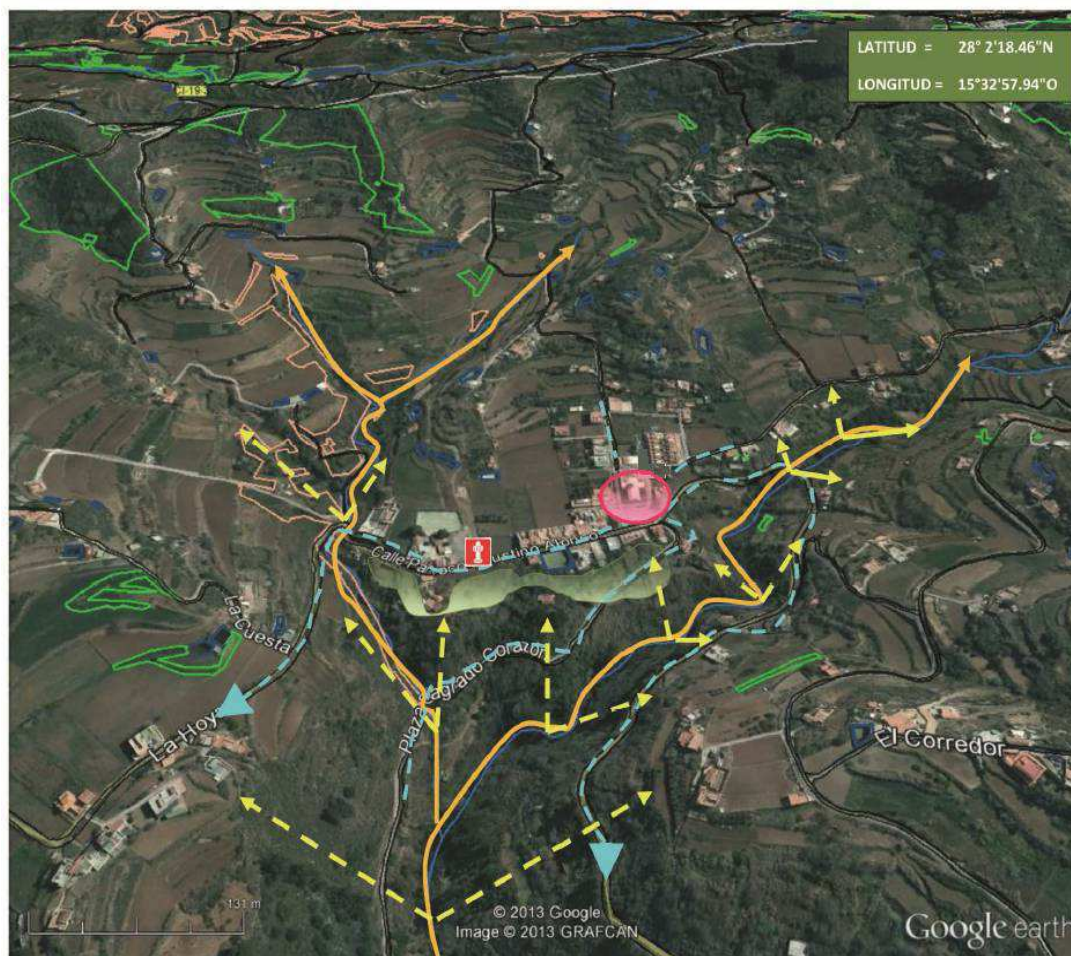 LATITUD = 28° 2'18.46"N
LONGITUD = 15°32'57.94"O
La Cuesta
La Hoya
Plaza Sagrado Corazón
El Corredor
131 m
© 2013 Google
Image © 2013 GRAFCAN
Google earth